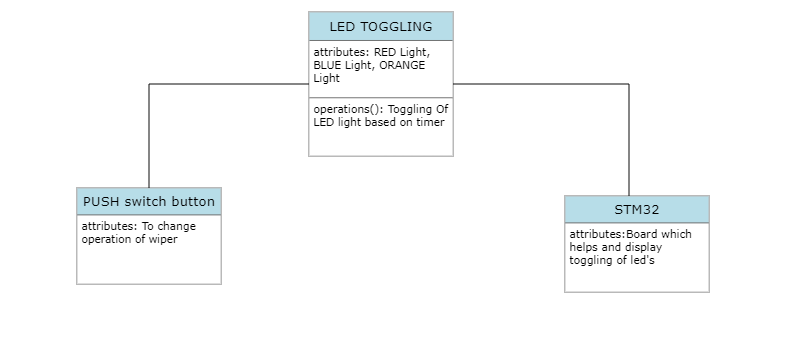 LED TOGGLING
attributes: RED Light,
BLUE Light, ORANGE
Light
operations(): Toggling Of
LED light based on timer
PUSH switch button
attributes: To change
operation of wiper
STM32
attributes:Board which
helps and display
toggling of led's